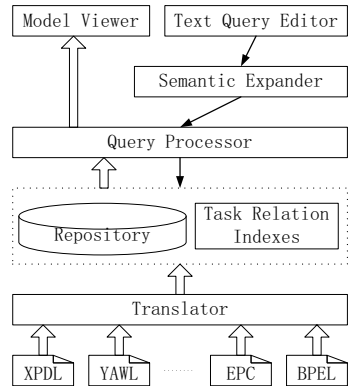 Model Viewer
Text Query Editor
Semantic Expander
Query Processor
Repository
Task Relation
Indexes
Translator
XPDL
YAWL
........
EPC
BPEL